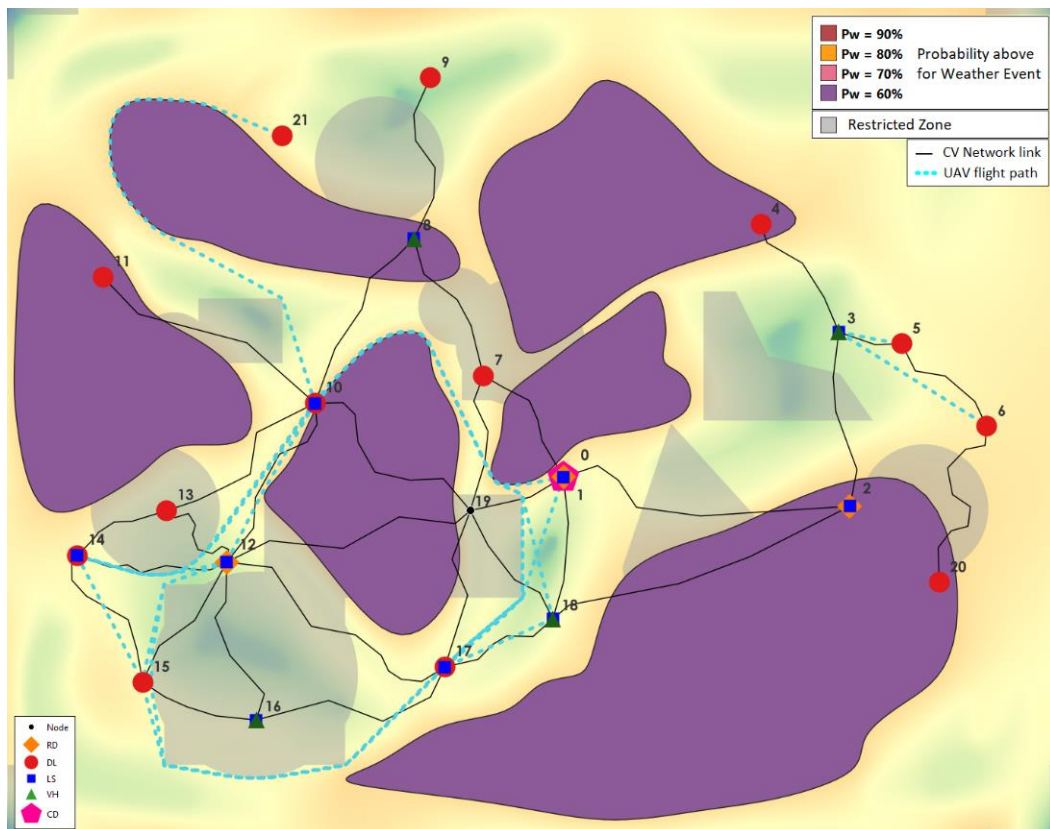 9
Pw = 90%
Pw = 80%
Pw = 70%
Pw = 60%
Probability above
for Weather Event
Restricted Zone
CV Network link
UAV flight path
21
4
8
11
3
5
7
10
6
0
1
2
13
19
14
12
20
18
17
15
16
Node
RD
DL
LS
VH
CD